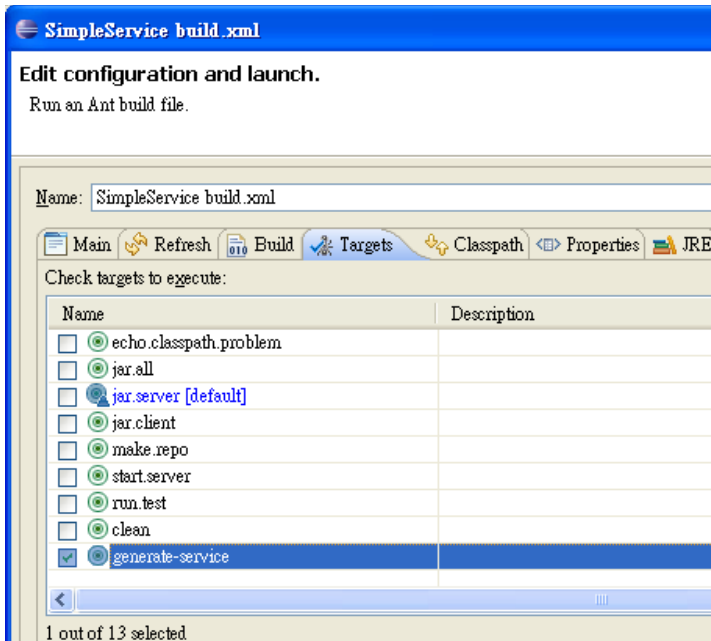 SimpleService build.xml
Edit configuration and launch.
Run an Ant build file.
Name: SimpleService build.xml
Main Refresh Build Targets Classpath Properties JRE
Check targets to execute:
Name Description
echo.classpath.problem
jar.all
jar.server [default]
jar.client
make.repo
start.server
run.test
clean
generate-service
1 out of 13 selected